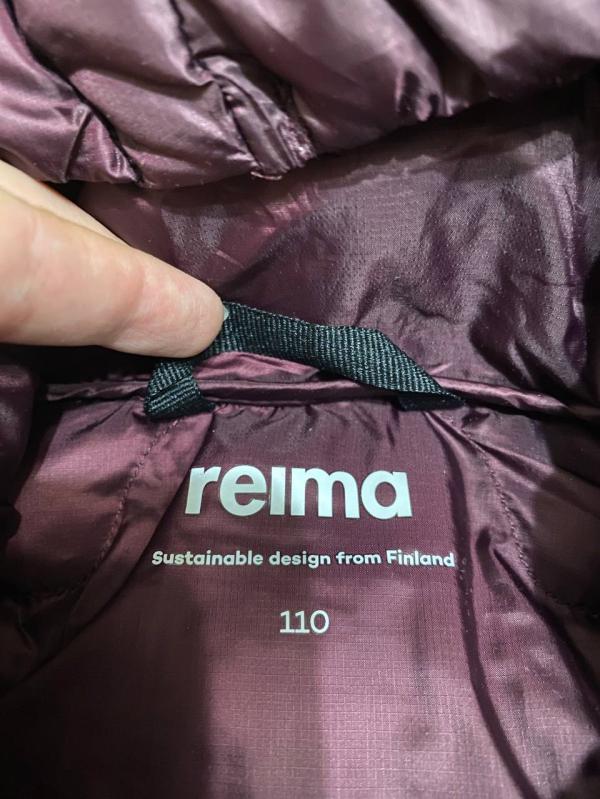 reima
Sustainable design from Finland
110